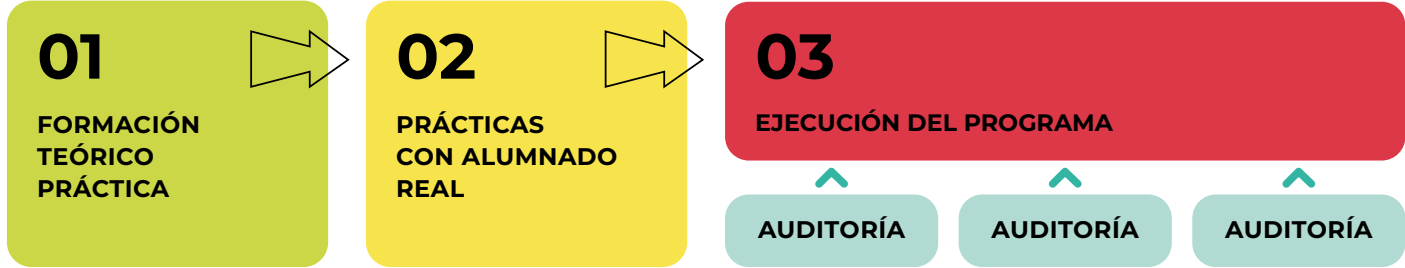 01
FORMACIÓN
TEÓRICO
PRÁCTICA
02
PRÁCTICAS
CON ALUMNADO
REAL
03
EJECUCIÓN DEL PROGRAMA
AUDITORÍA
AUDITORÍA
AUDITORÍA